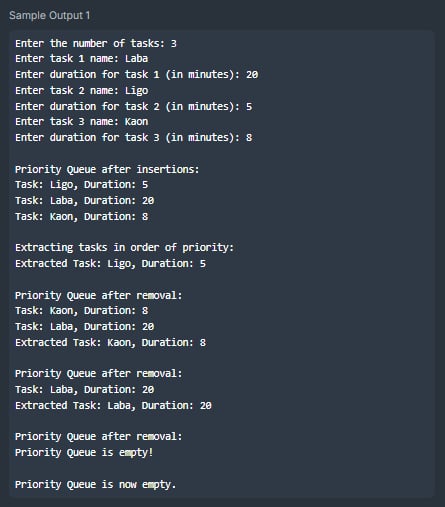 Sample Output 1
Enter the number of tasks: 3
Enter task 1 name: Laba
Enter duration for task 1 (in minutes): 20
Enter task 2 name: Ligo
Enter duration for task 2 (in minutes): 5
Enter task 3 name: Kaon
Enter duration for task 3 (in minutes): 8
Priority Queue after insertions:
Task: Ligo, Duration: 5
Task: Laba, Duration: 20
Task: Kaon, Duration: 8
Extracting tasks in order of priority:
Extracted Task: Ligo, Duration: 5
Priority Queue after removal:
Task: Kaon, Duration: 8
Task: Laba, Duration: 20
Extracted Task: Kaon, Duration: 8
Priority Queue after removal:
Task: Laba, Duration: 20
Extracted Task: Laba, Duration: 20
Priority Queue after removal:
Priority Queue is empty!
Priority Queue is now empty.